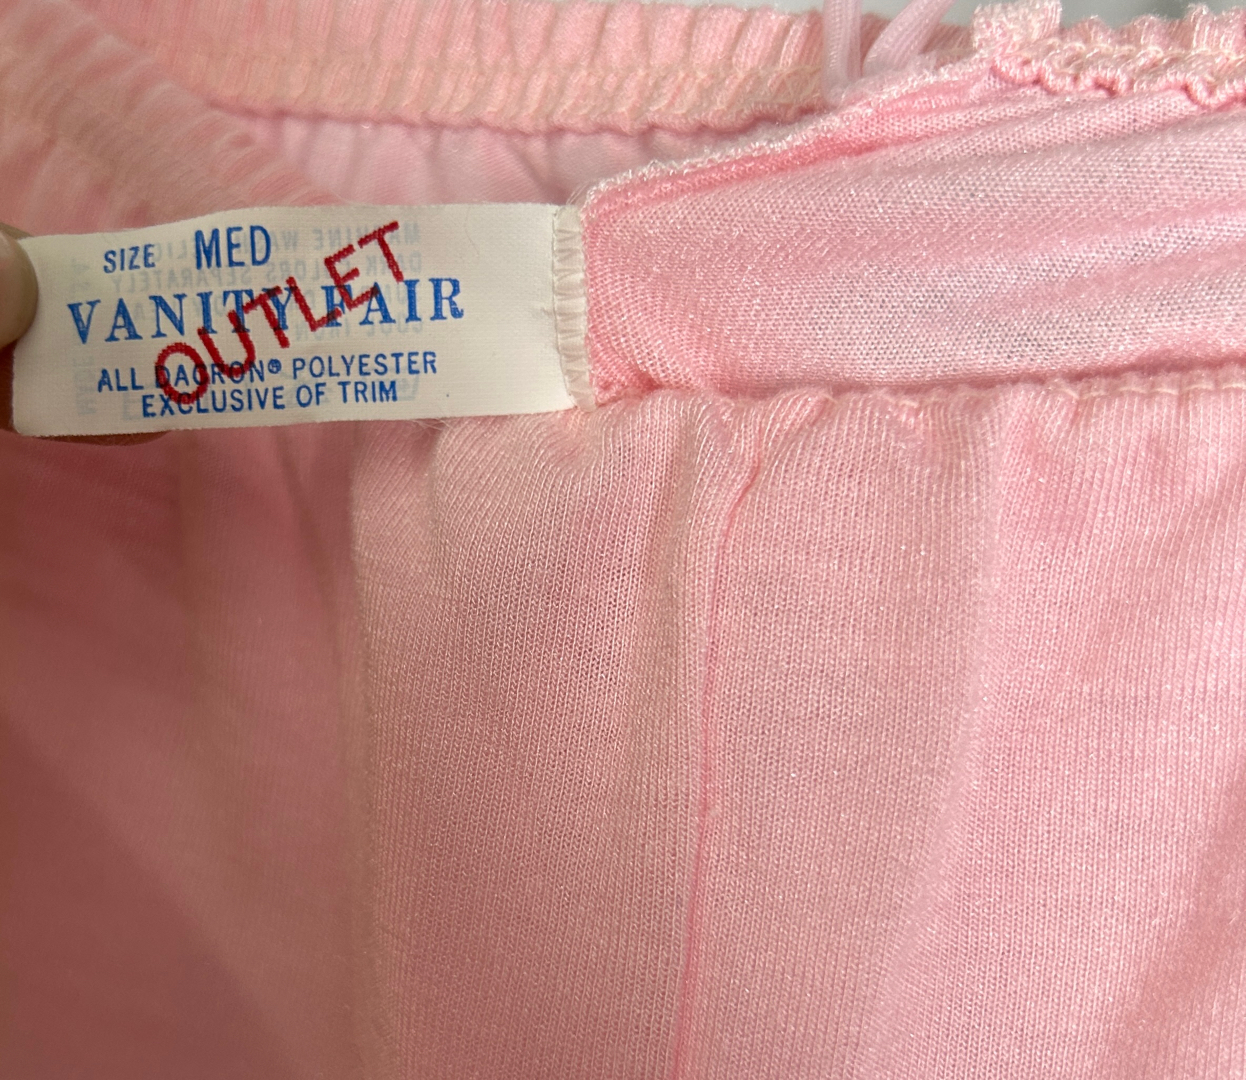 SIZE MED
VANITY FAIR
OUTLET
ALL DACRON® POLYESTER
EXCLUSIVE OF TRIM